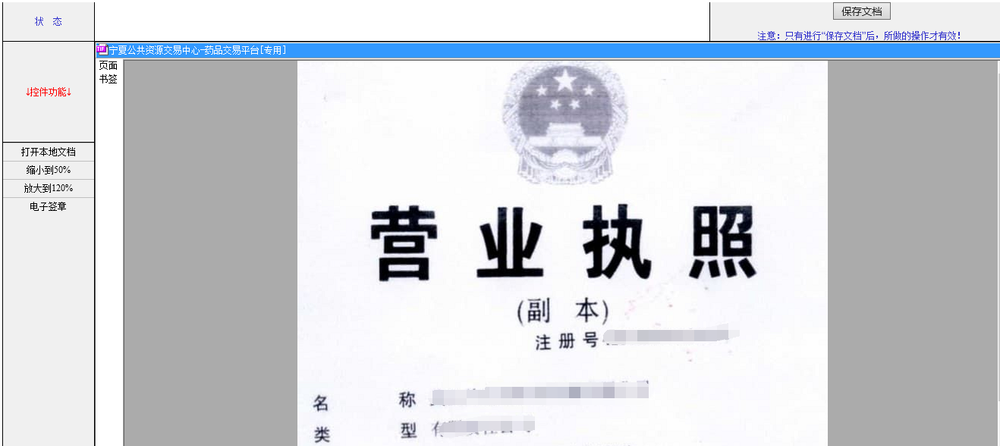 状 态
保存文档
注意：只有进行“保存文档”后，所做的操作才有效！
↓控件功能↓
打开本地文档
缩小到50%
放大到120%
电子签章
宁夏公共资源交易中心-药品交易平台[专用]
页面
书签
营业执照
(副 本)
注册号
名 称
类 型